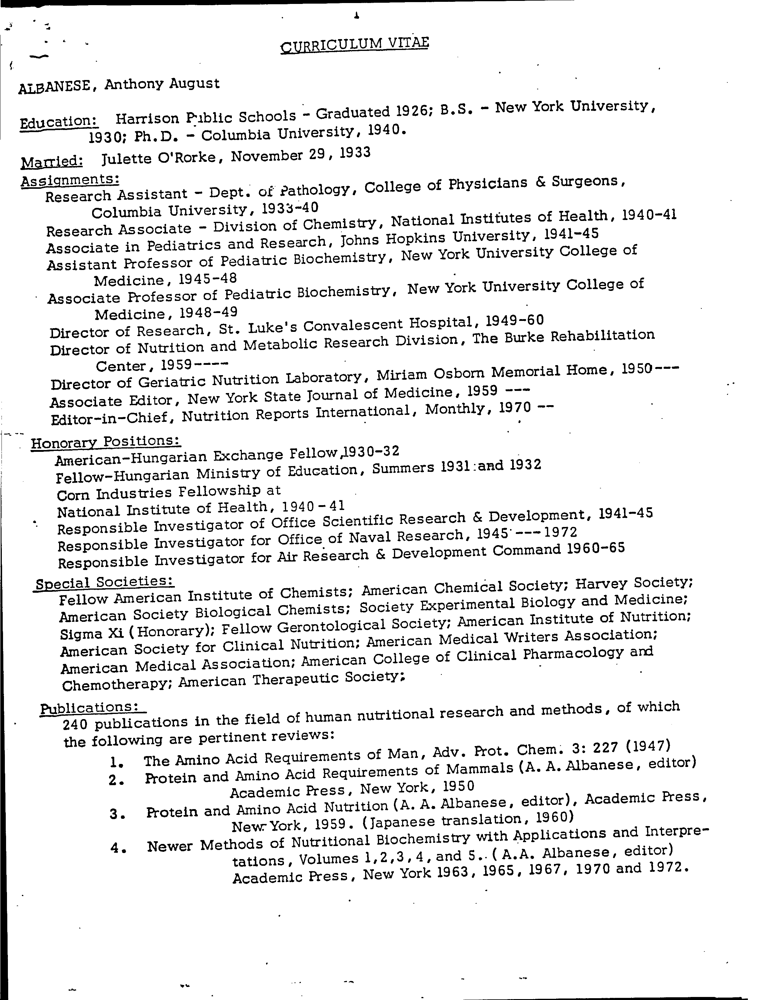 CURRICULUM VITAE
ALBANESE, Anthony August
Education: Harrison Public Schools - Graduated 1926; B.S. - New York University,
1930; Ph.D. - Columbia University, 1940.
Married: Julette O'Rorke, November 29, 1933
Assignments:
Research Assistant - Dept. of Pathology, College of Physicians & Surgeons,
Columbia University, 1933-40
Research Associate - Division of Chemistry, National Institutes of Health, 1940-41
Associate in Pediatrics and Research, Johns Hopkins University, 1941-45
Assistant Professor of Pediatric Biochemistry, New York University College of
Medicine, 1945-48
Associate Professor of Pediatric Biochemistry, New York University College of
Medicine, 1948-49
Director of Research, St. Luke's Convalescent Hospital, 1949-60
Director of Nutrition and Metabolic Research Division, The Burke Rehabilitation
Center, 1959----
Director of Geriatric Nutrition Laboratory, Miriam Osborn Memorial Home, 1950---
Associate Editor, New York State Journal of Medicine, 1959 ---
Editor-in-Chief, Nutrition Reports International, Monthly, 1970 --
Honorary Positions:
American-Hungarian Exchange Fellow,1930-32
Fellow-Hungarian Ministry of Education, Summers 1931 and 1932
Corn Industries Fellowship at
National Institute of Health, 1940-41
Responsible Investigator of Office Scientific Research & Development, 1941-45
Responsible Investigator for Office of Naval Research, 1945 ---1972
Responsible Investigator for Air Research & Development Command 1960-65
Special Societies:
Fellow American Institute of Chemists; American Chemical Society; Harvey Society;
American Society Biological Chemists; Society Experimental Biology and Medicine;
Sigma Xi (Honorary); Fellow Gerontological Society; American Institute of Nutrition;
American Society for Clinical Nutrition; American Medical Writers Association;
American Medical Association; American College of Clinical Pharmacology and
Chemotherapy; American Therapeutic Society;
Publications:
240 publications in the field of human nutritional research and methods, of which
the following are pertinent reviews:
1. The Amino Acid Requirements of Man, Adv. Prot. Chem. 3: 227 (1947)
2. Protein and Amino Acid Requirements of Mammals (A.A. Albanese, editor)
Academic Press, New York, 1950
3. Protein and Amino Acid Nutrition (A.A. Albanese, editor), Academic Press,
New York, 1959. (Japanese translation, 1960)
4. Newer Methods of Nutritional Biochemistry with Applications and Interpre-
tations, Volumes 1,2,3,4, and 5. (A.A. Albanese, editor)
Academic Press, New York 1963, 1965, 1967, 1970 and 1972.